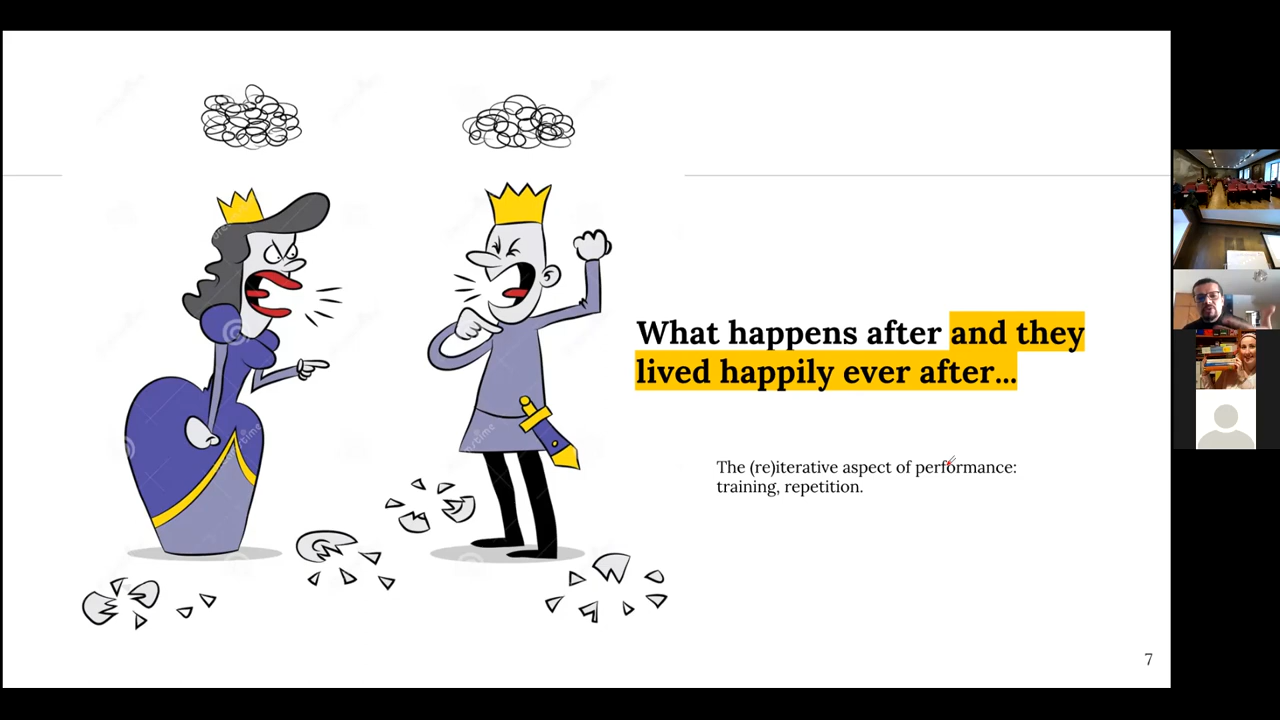 What happens after and they
lived happily ever after...
The (re)iterative aspect of performance:
training, repetition.
7